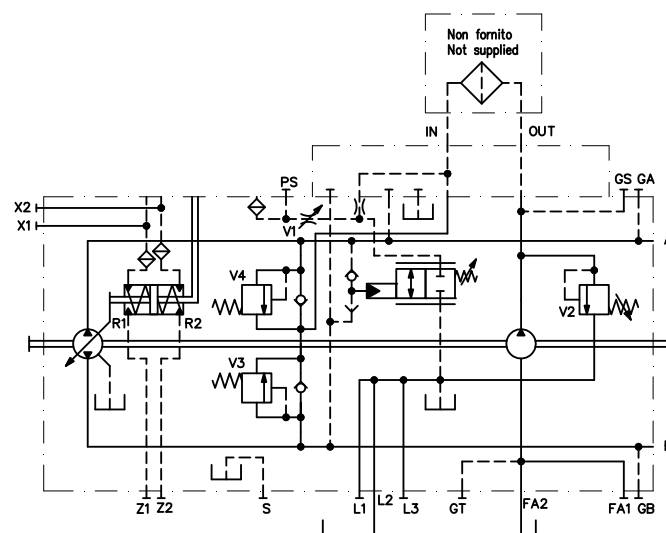 Non fornito
Not supplied
IN
OUT
PS
GS
GA
X2
X1
V1
V4
V2
R1
R2
V3
Z1
Z2
S
L1
L2
L3
GT
FA2
FA1
GB